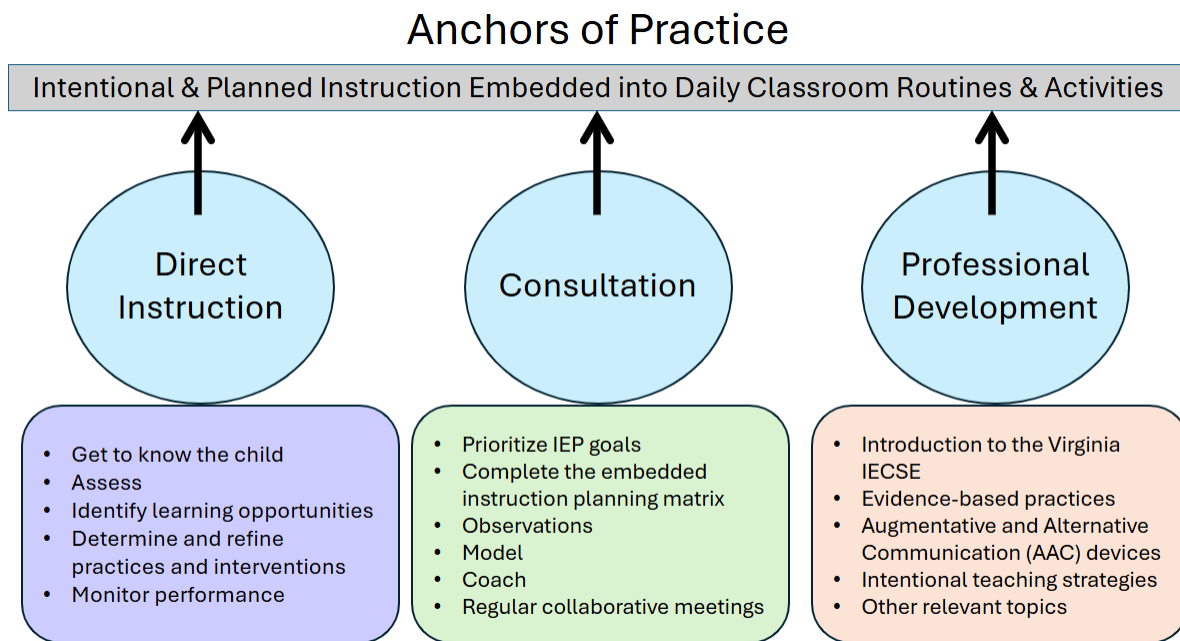 Anchors of Practice
Intentional & Planned Instruction Embedded into Daily Classroom Routines & Activities
Direct
Instruction
Consultation
Professional
Development
• Get to know the child
• Assess
• Identify learning opportunities
• Determine and refine
practices and interventions
• Monitor performance
• Prioritize IEP goals
• Complete the embedded
instruction planning matrix
• Observations
• Model
• Coach
• Regular collaborative meetings
• Introduction to the Virginia
IECSE
• Evidence-based practices
• Augmentative and Alternative
Communication (AAC) devices
• Intentional teaching strategies
• Other relevant topics